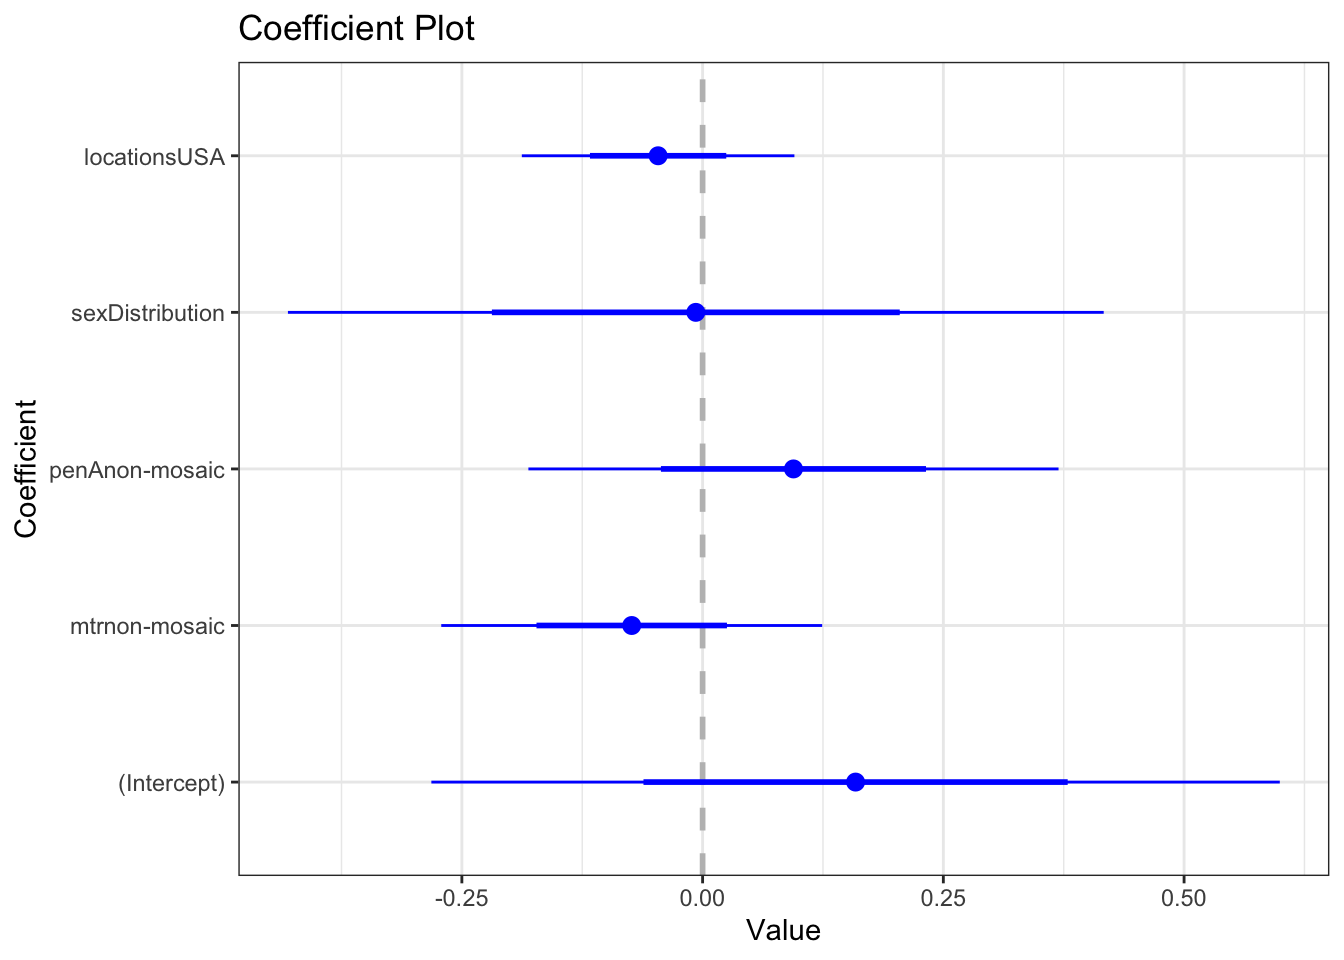 Coefficient Plot
locationsUSA
sexDistribution
penAnon-mosaic
mtrnon-mosaic
(Intercept)
Coefficient
-0.25 0.00 0.25 0.50
Value